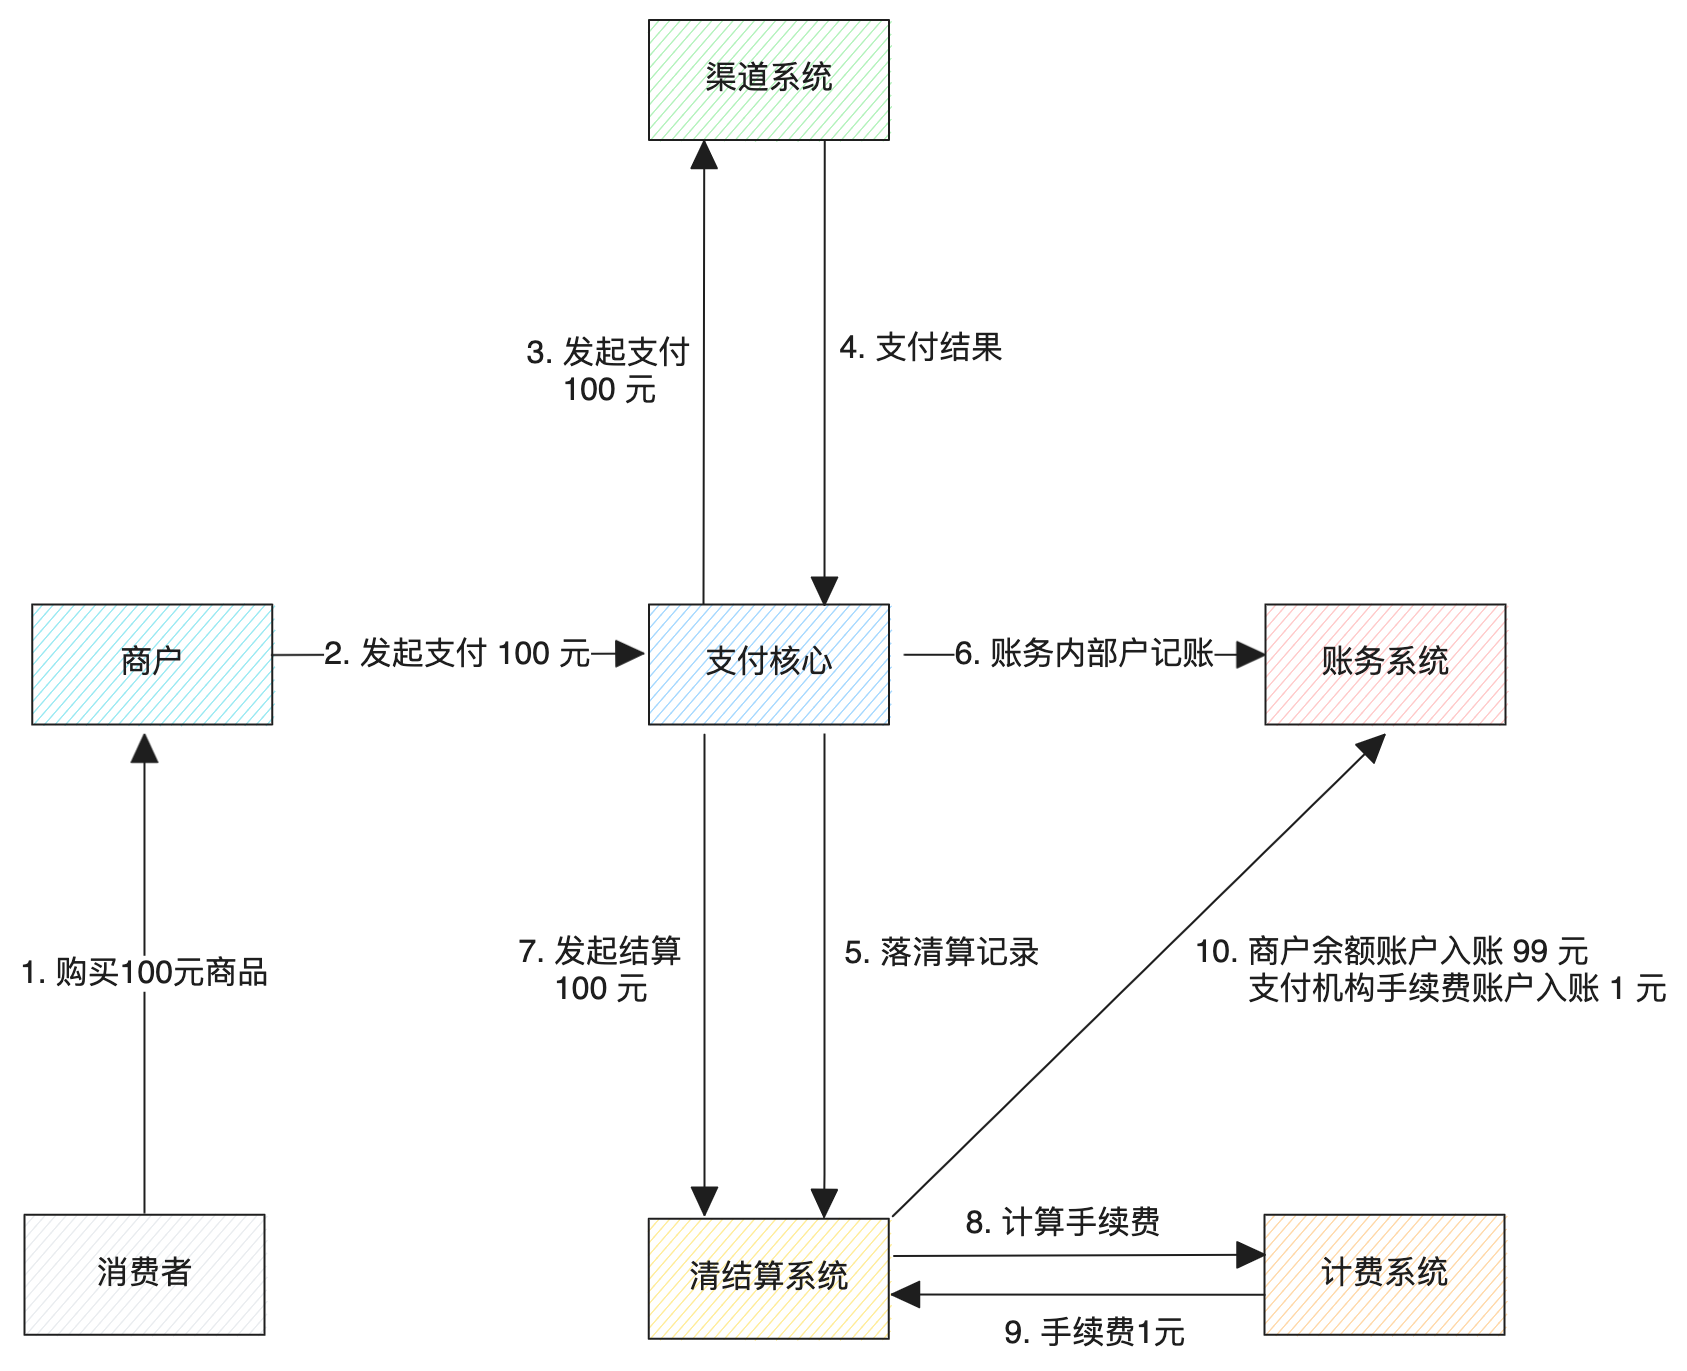 渠道系统
3. 发起支付
100 元
4. 支付结果
商户
2. 发起支付 100 元
支付核心
6. 账务内部户记账
账务系统
1. 购买100元商品
7. 发起结算
100 元
5. 落清算记录
10. 商户余额账户入账 99 元
支付机构手续费账户入账 1 元
消费者
清结算系统
8. 计算手续费
计费系统
9. 手续费1元